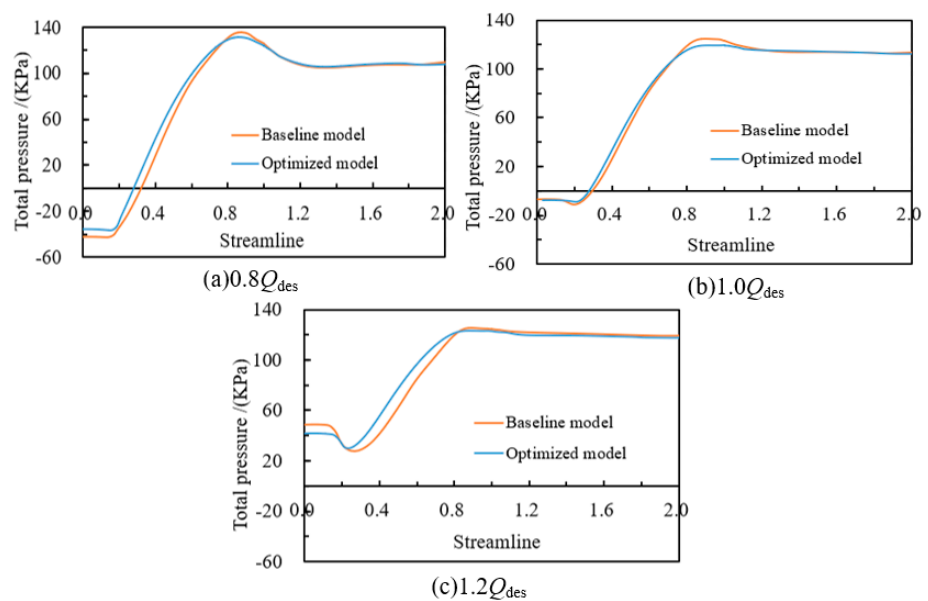 Total pressure /(KPa)
140
100
60
20
-20
-60
0.0 0.4 0.8 1.2 1.6 2.0
Baseline model
Optimized model
Streamline
(a)0.8Qdes
Total pressure /(KPa)
140
100
60
20
-20
-60
0.0 0.4 0.8 1.2 1.6 2.0
Baseline model
Optimized model
Streamline
(b)1.0Qdes
Total pressure /(KPa)
140
100
60
20
-20
-60
0.0 0.4 0.8 1.2 1.6 2.0
Baseline model
Optimized model
Streamline
(c)1.2Qdes